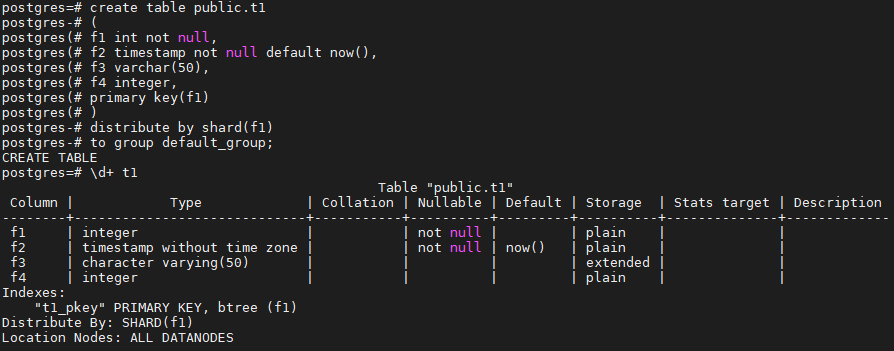 postgres=# create table public.t1
postgres-# (
postgres(# f1 int not null,
postgres(# f2 timestamp not null default now(),
postgres(# f3 varchar(50),
postgres(# f4 integer,
postgres(# primary key(f1)
postgres(# )
postgres-# distribute by shard(f1)
postgres-# to group default_group;
CREATE TABLE
postgres=# \d+ t1
                                               Table "public.t1"
 Column |            Type             | Collation | Nullable | Default | Storage  | Stats target | Description
--------+-----------------------------+-----------+----------+---------+----------+--------------+-------------
 f1     | integer                     |           | not null |         | plain    |              |
 f2     | timestamp without time zone |           | not null | now()   | plain    |              |
 f3     | character varying(50)       |           |          |         | extended |              |
 f4     | integer                     |           |          |         | plain    |              |
Indexes:
    "t1_pkey" PRIMARY KEY, btree (f1)
Distribute By: SHARD(f1)
Location Nodes: ALL DATANODES